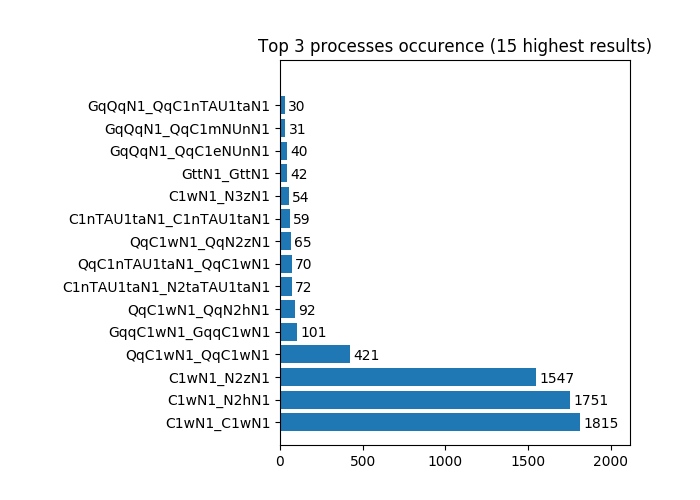 Top 3 processes occurence (15 highest results)
GqQqN1_QqC1nTAU1taN1 30
GqQqN1_QqC1mNUnN1 31
GqQqN1_QqC1eNUnN1 40
GttN1_GttN1 42
C1wN1_N3zN1 54
C1nTAU1taN1_C1nTAU1taN1 59
QqC1wN1_QqN2zN1 65
QqC1nTAU1taN1_QqC1wN1 70
C1nTAU1taN1_N2taTAU1taN1 72
QqC1wN1_QqN2hN1 92
GqqC1wN1_GqqC1wN1 101
QqC1wN1_QqC1wN1 421
C1wN1_N2zN1 1547
C1wN1_N2hN1 1751
C1wN1_C1wN1 1815
0 500 1000 1500 2000